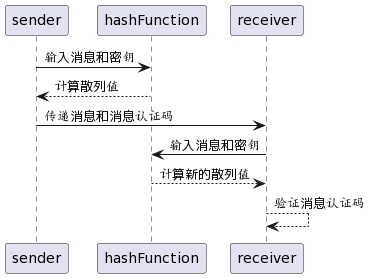 sender hashFunction receiver
输入消息和密钥
计算散列值
传递消息和消息认证码
输入消息和密钥
计算新的散列值
验证消息认证码
sender hashFunction receiver